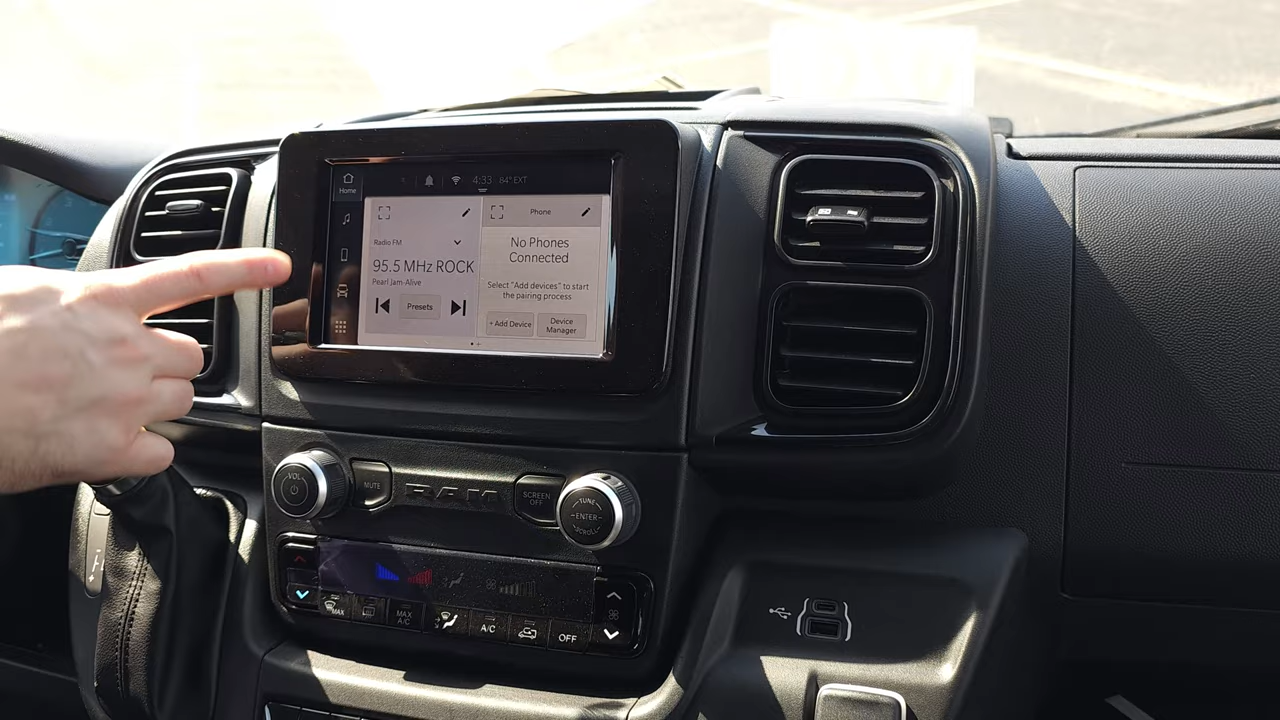 4:33 84° EXT
Home
Phone
Radio FM
95.5 MHz ROCK
Pearl Jam-Alive
Presets
No Phones
Connected
Select "Add devices" to start
the pairing process
+ Add Device
Device
Manager
VOL
MUTE
RAM
SCREEN
OFF
TUNE
ENTER
SCROLL
MAX
MAX
A/C
A/C
OFF